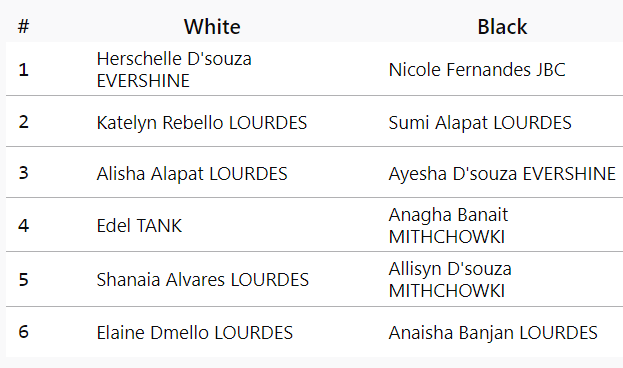 # White Black
1 Herschelle D'souza EVERSHINE Nicole Fernandes JBC
2 Katelyn Rebello LOURDES Sumi Alapat LOURDES
3 Alisha Alapat LOURDES Ayesha D'souza EVERSHINE
4 Edel TANK Anagha Banait MITHCHOWKI
5 Shanaia Alvares LOURDES Allisyn D'souza MITHCHOWKI
6 Elaine Dmello LOURDES Anaisha Banjan LOURDES